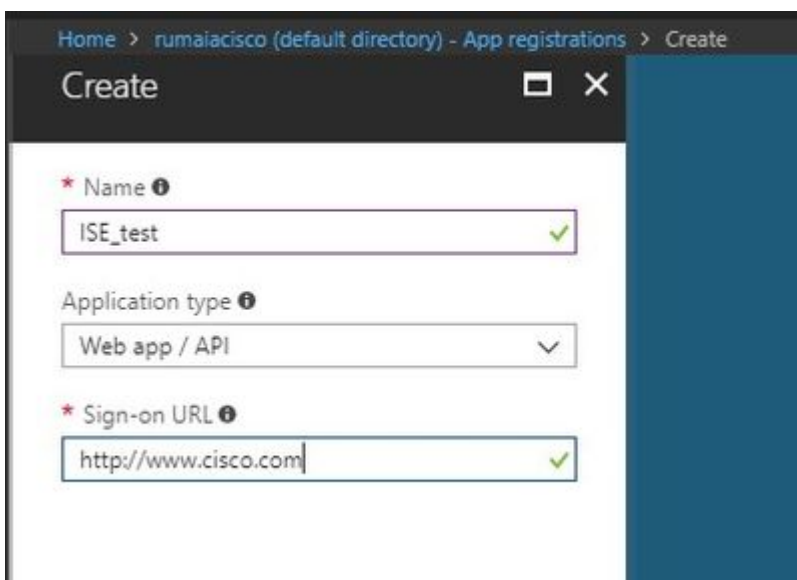 Home > rumaiacisco (default directory) - App registrations > Create
Create
* Name
ISE_test
Application type
Web app / API
* Sign-on URL
http://www.cisco.com